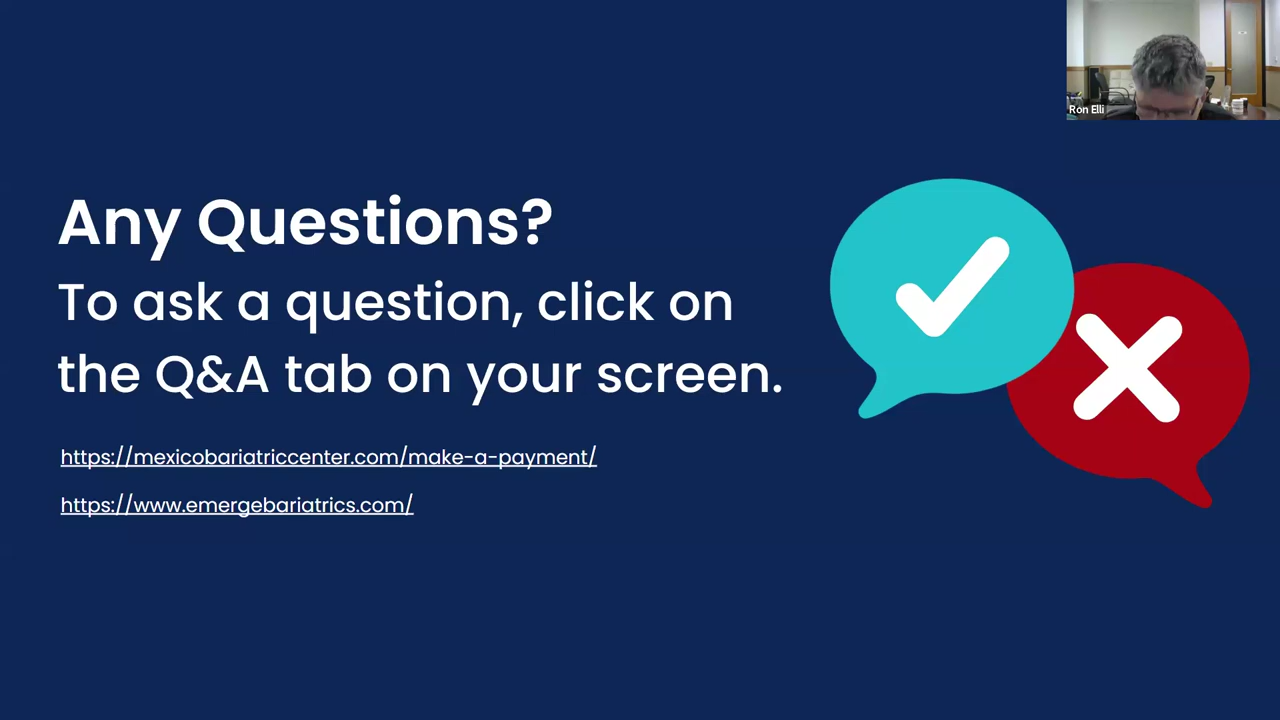 Ron Elli
Any Questions?
To ask a question, click on
the Q&A tab on your screen.
https://mexicobariatriccenter.com/make-a-payment/
https://www.emergebariatrics.com/